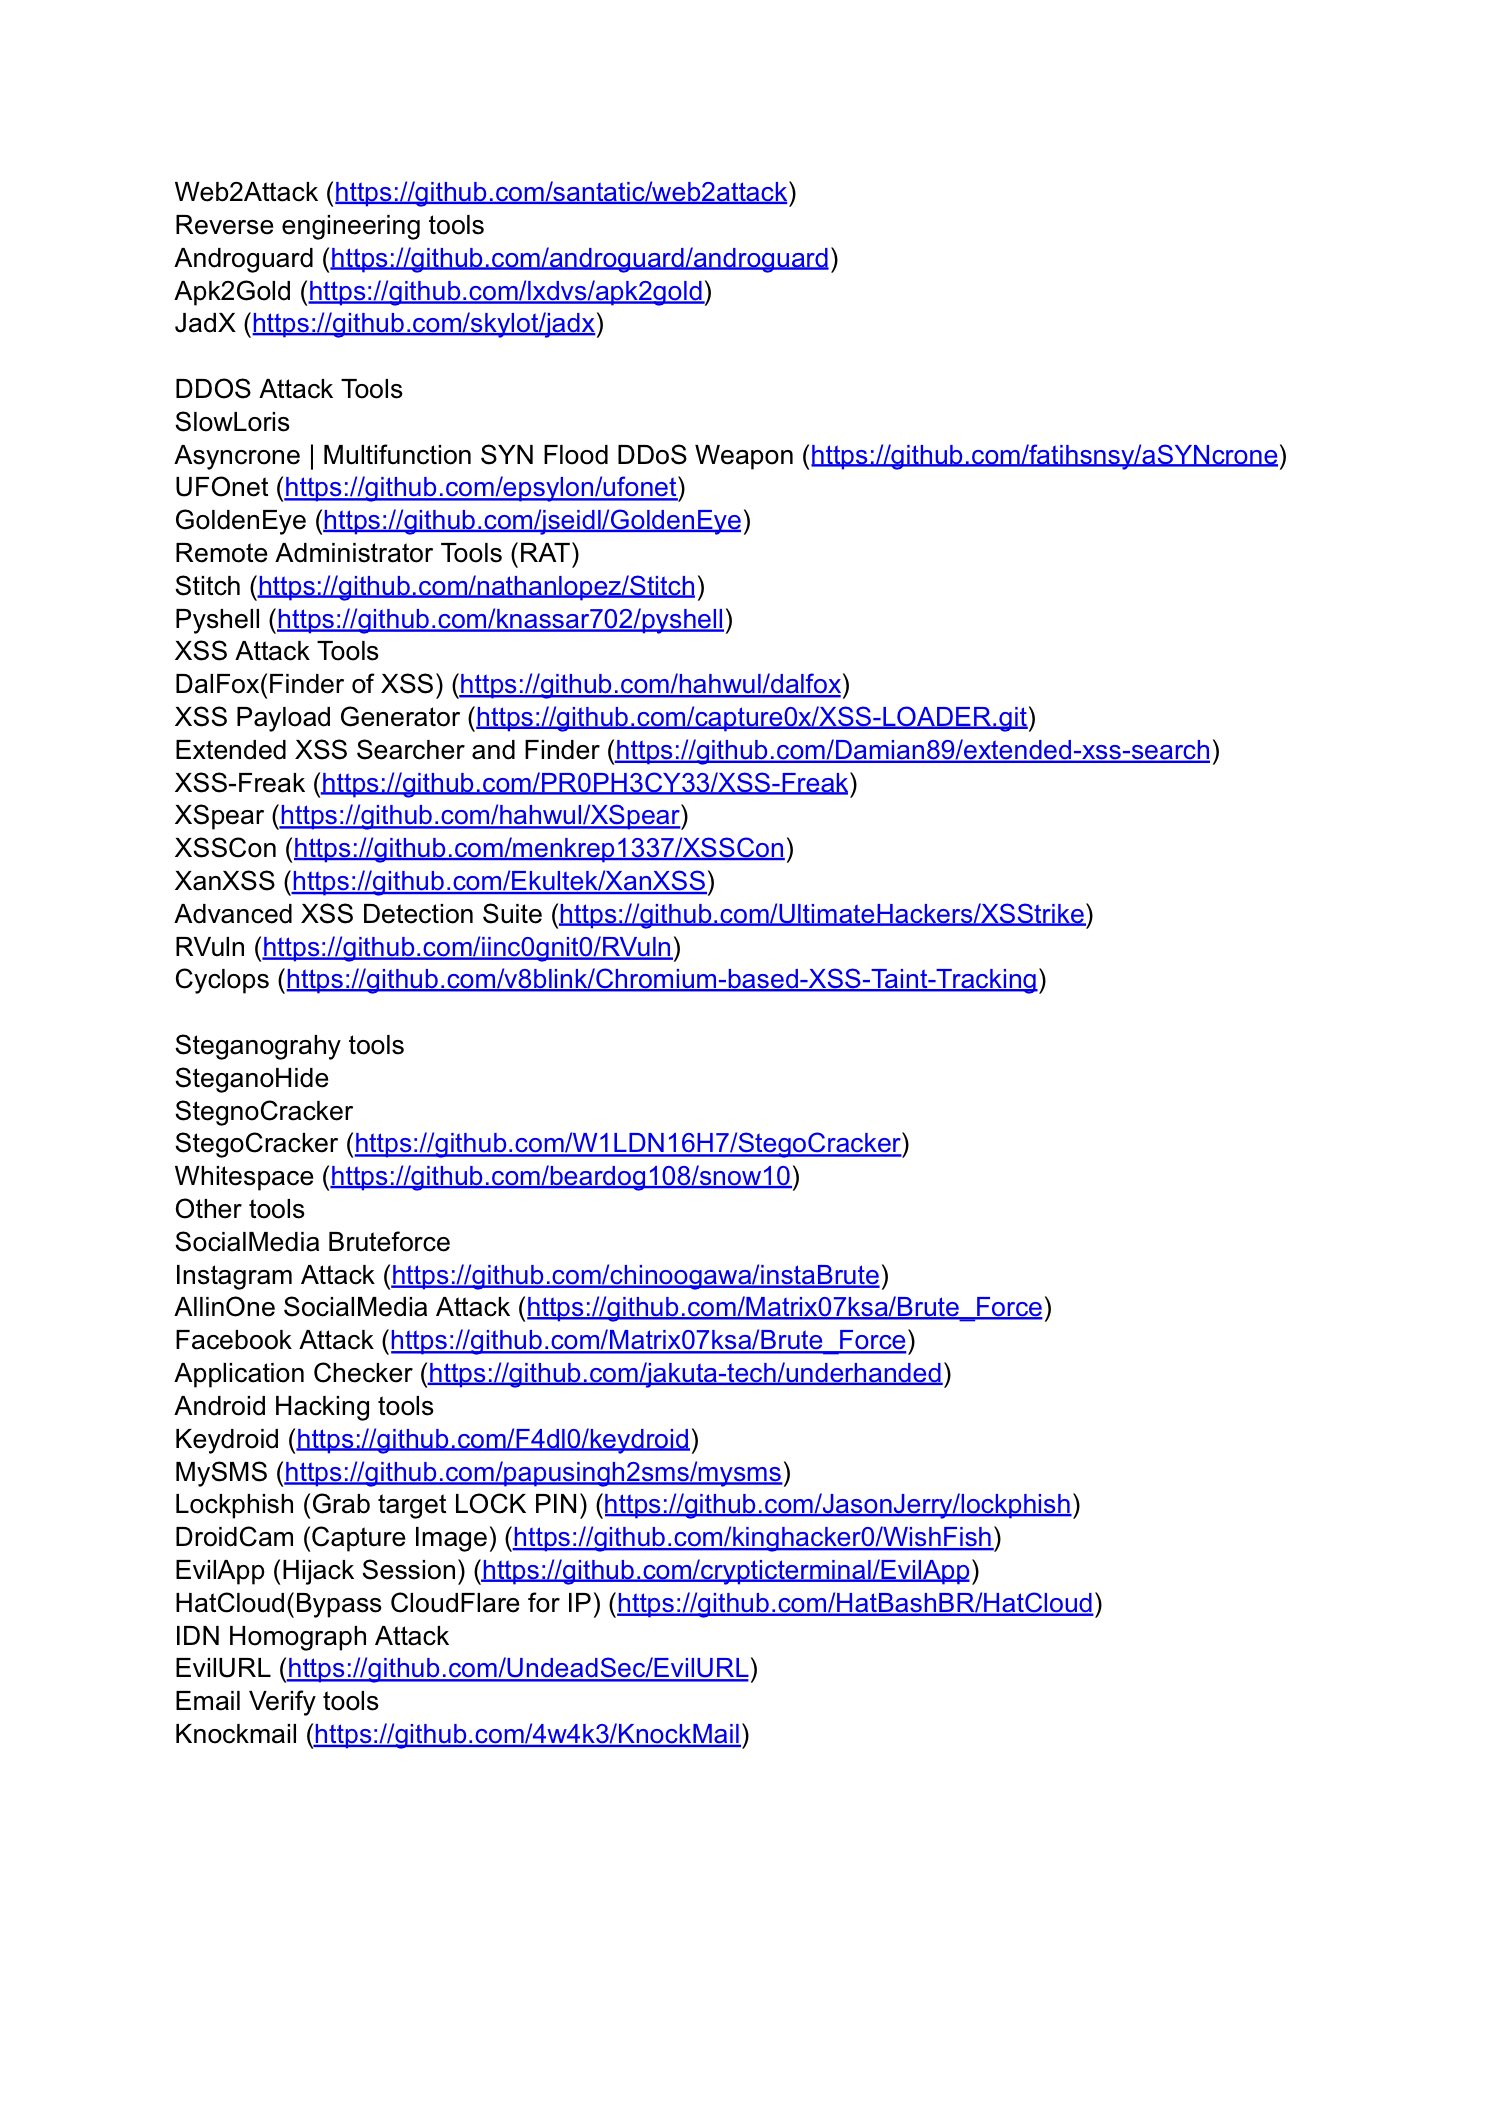 Web2Attack (https://github.com/santatic/web2attack)
Reverse engineering tools
Androguard (https://github.com/androguard/androguard)
Apk2Gold (https://github.com/lxdvs/apk2gold)
JadX (https://github.com/skylot/jadx)
DDOS Attack Tools
SlowLoris
Asyncrone | Multifunction SYN Flood DDoS Weapon (https://github.com/fatihsnsy/aSYNcrone)
UFOnet (https://github.com/epsylon/ufonet)
GoldenEye (https://github.com/jseidl/GoldenEye)
Remote Administrator Tools (RAT)
Stitch (https://github.com/nathanlopez/Stitch)
Pyshell (https://github.com/knassar702/pyshell)
XSS Attack Tools
DalFox(Finder of XSS) (https://github.com/hahwul/dalfox)
XSS Payload Generator (https://github.com/capture0x/XSS-LOADER.git)
Extended XSS Searcher and Finder (https://github.com/Damian89/extended-xss-search)
XSS-Freak (https://github.com/PR0PH3CY33/XSS-Freak)
XSpear (https://github.com/hahwul/XSpear)
XSSCon (https://github.com/menkrep1337/XSSCon)
XanXSS (https://github.com/Ekultek/XanXSS)
Advanced XSS Detection Suite (https://github.com/UltimateHackers/XSStrike)
RVuln (https://github.com/iinc0gnit0/RVuln)
Cyclops (https://github.com/v8blink/Chromium-based-XSS-Taint-Tracking)
Steganograhy tools
SteganoHide
StegnoCracker
StegoCracker (https://github.com/W1LDN16H7/StegoCracker)
Whitespace (https://github.com/beardog108/snow10)
Other tools
SocialMedia Bruteforce
Instagram Attack (https://github.com/chinoogawa/instaBrute)
AllinOne SocialMedia Attack (https://github.com/Matrix07ksa/Brute_Force)
Facebook Attack (https://github.com/Matrix07ksa/Brute_Force)
Application Checker (https://github.com/jakuta-tech/underhanded)
Android Hacking tools
Keydroid (https://github.com/F4dl0/keydroid)
MySMS (https://github.com/papusingh2sms/mysms)
Lockphish (Grab target LOCK PIN) (https://github.com/JasonJerry/lockphish)
DroidCam (Capture Image) (https://github.com/kinghacker0/WishFish)
EvilApp (Hijack Session) (https://github.com/crypticterminal/EvilApp)
HatCloud(Bypass CloudFlare for IP) (https://github.com/HatBashBR/HatCloud)
IDN Homograph Attack
EvilURL (https://github.com/UndeadSec/EvilURL)
Email Verify tools
Knockmail (https://github.com/4w4k3/KnockMail)